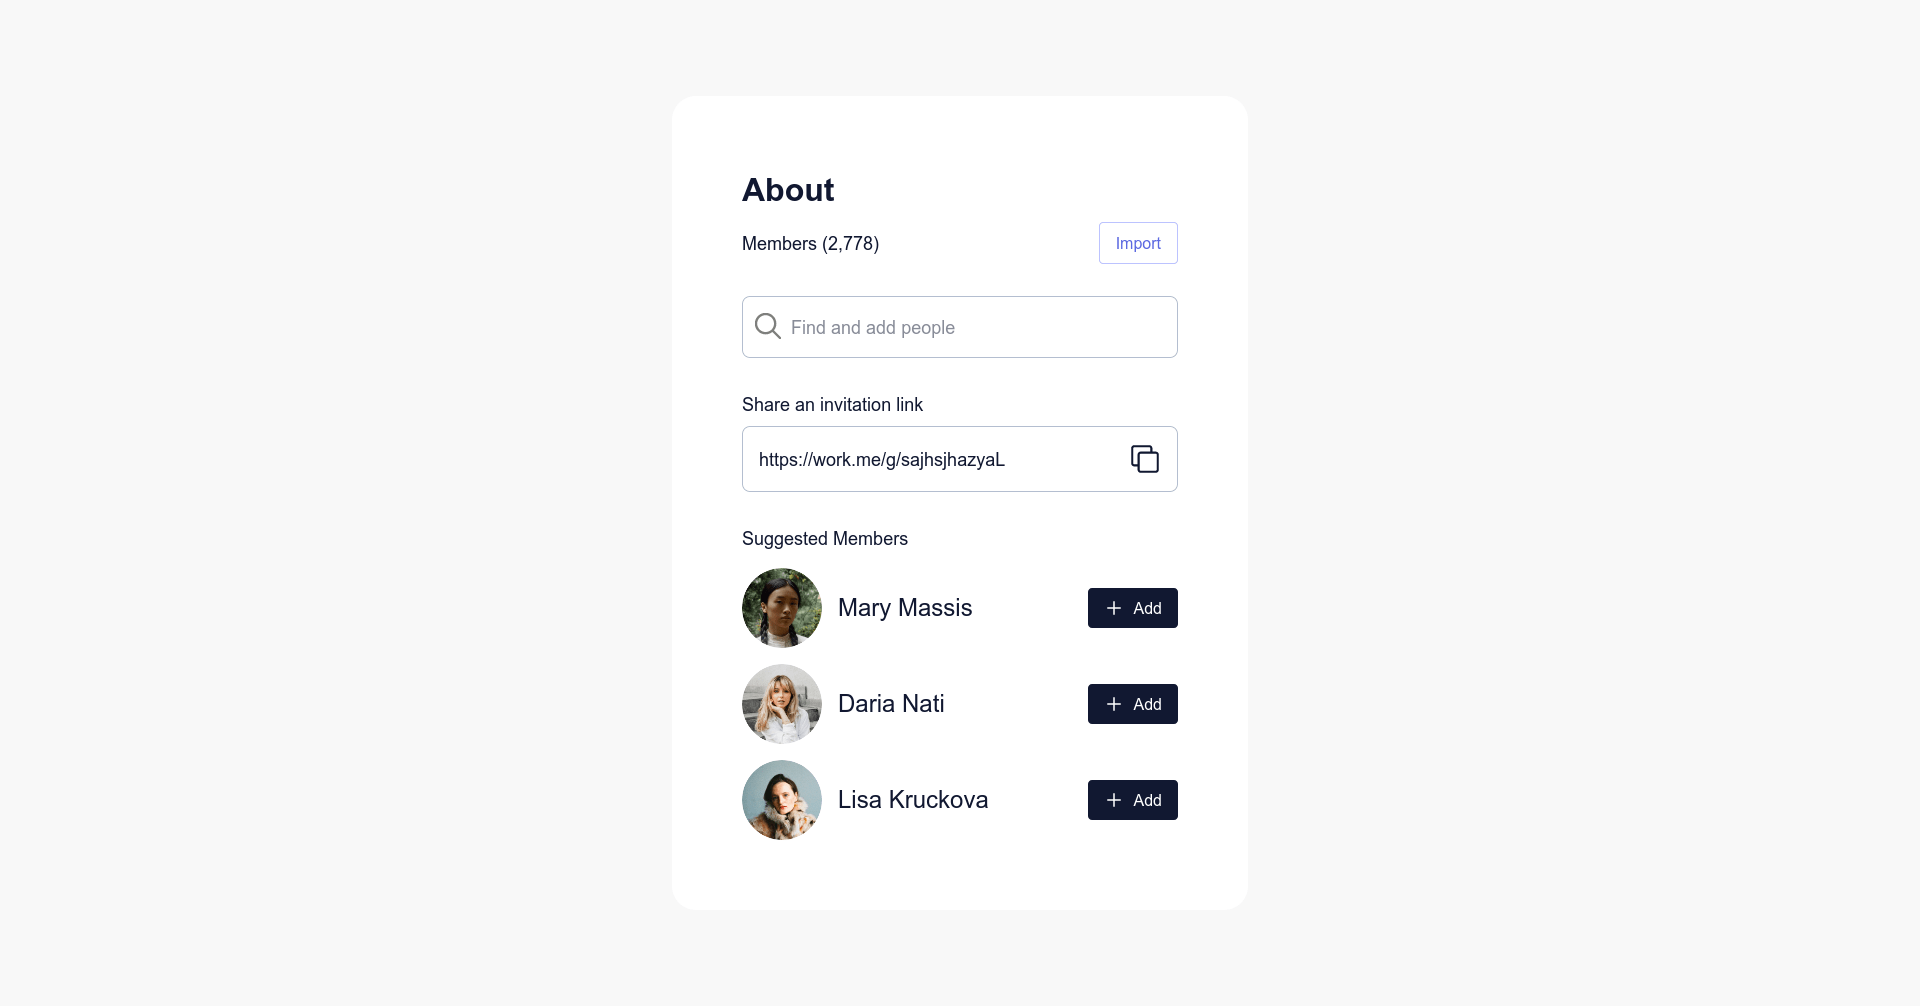 About
Members (2,778)
Import
Find and add people
Share an invitation link
https://work.me/g/sajhsjhazyaL
Suggested Members
Mary Massis
Add
Daria Nati
Add
Lisa Kruckova
Add